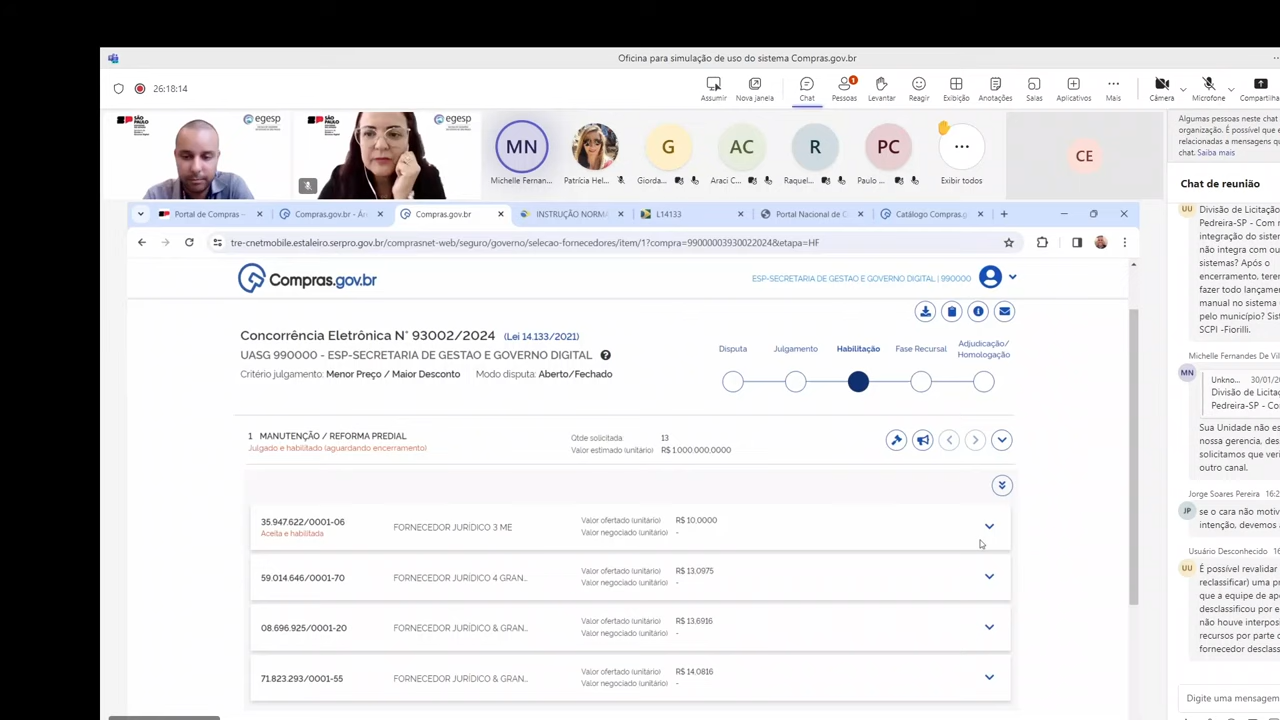 Oficina para simulação de uso do sistema Compras.gov.br
26:18:14
Assumir
Nova janela
Chat
1
Pessoas
Levantar
Reagir
Exibição
Anotações
Salas
Aplicativos
Mais
Câmera
Microfone
SÃO PAULO
egesp
SÃO PAULO
egesp
MN
Michelle Fernan...
Patrícia Hel...
G
Giorda...
AC
Araci C...
R
Raquel...
PC
Paulo ...
Exibir todos
CE
Algumas pessoas neste chat
organização. É possível que
relacionadas a mensagens
chat. Saiba mais
Chat de reunião
Portal de Compras -
Compras.gov.br -
Compras.gov.br
INSTRUÇÃO NORM
L14133
Portal Nacional de C
Catálogo Compras.g
tre-cnetmobile.estaleiro.serpro.gov.br/comprasnet-web/seguro/governo/selecao-fornecedores/item/1?compra=99000003930022024&etapa=HF
Compras.gov.br
ESP-SECRETARIA DE GESTAO E GOVERNO DIGITAL | 990000
Concorrência Eletrônica N° 93002/2024 (Lei 14.133/2021)
UASG 990000 - ESP-SECRETARIA DE GESTAO E GOVERNO DIGITAL
Critério julgamento: Menor Preço / Maior Desconto Modo disputa: Aberto/Fechado
Disputa
Julgamento
Habilitação
Fase Recursal
Adjudicação/
Homologação
1 MANUTENÇÃO / REFORMA PREDIAL
Julgado e habilitado (aguardando encerramento)
Qtde solicitada 13
Valor estimado (unitário) R$ 1.000.000,0000
35.947.622/0001-06 FORNECEDOR JURÍDICO 3 ME
Aceita e habilitada
Valor ofertado (unitário) R$ 10,0000
Valor negociado (unitário) -
59.014.646/0001-70 FORNECEDOR JURÍDICO 4 GRAN...
Valor ofertado (unitário) R$ 13,0975
Valor negociado (unitário) -
08.696.925/0001-20 FORNECEDOR JURÍDICO & GRAN...
Valor ofertado (unitário) R$ 13,6916
Valor negociado (unitário) -
71.823.293/0001-55 FORNECEDOR JURÍDICO & GRAN...
Valor ofertado (unitário) R$ 14,0816
Valor negociado (unitário) -
UU
Divisão de Licitação
Pedreira-SP - Com
integração do sistem
não integra com ou
sistemas? Após o
encerramento, teren
fazer todo lançamen
manual no sistema
pelo município? Sist
SCPI -Fiorilli.
Michelle Fernandes De Vil
MN
Unkno... 30/01/20
Divisão de Licitaç
Pedreira-SP - Co
Sua Unidade não es
nossa gerencia, des
solicitamos que veri
outro canal.
Jorge Soares Pereira 16:2
JP
se o cara não motiv
intenção, devemos a
Usuário Desconhecido 16
UU
É possível revalidar
reclassificar) uma pr
que a equipe de apo
desclassificou por e
não houve interpos
recursos por parte d
fornecedor desclass
Digite uma mensagem